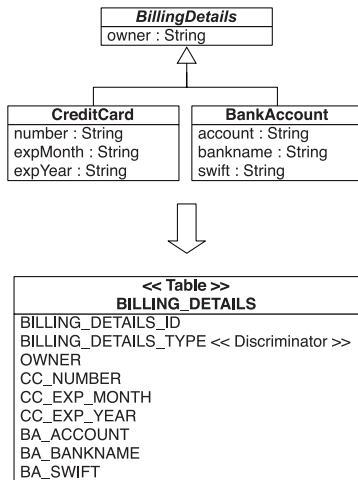 BillingDetails
owner : String
CreditCard
number : String
expMonth : String
expYear : String
BankAccount
account : String
bankname : String
swift : String
<< Table >>
BILLING_DETAILS
BILLING_DETAILS_ID
BILLING_DETAILS_TYPE << Discriminator >>
OWNER
CC_NUMBER
CC_EXP_MONTH
CC_EXP_YEAR
BA_ACCOUNT
BA_BANKNAME
BA_SWIFT